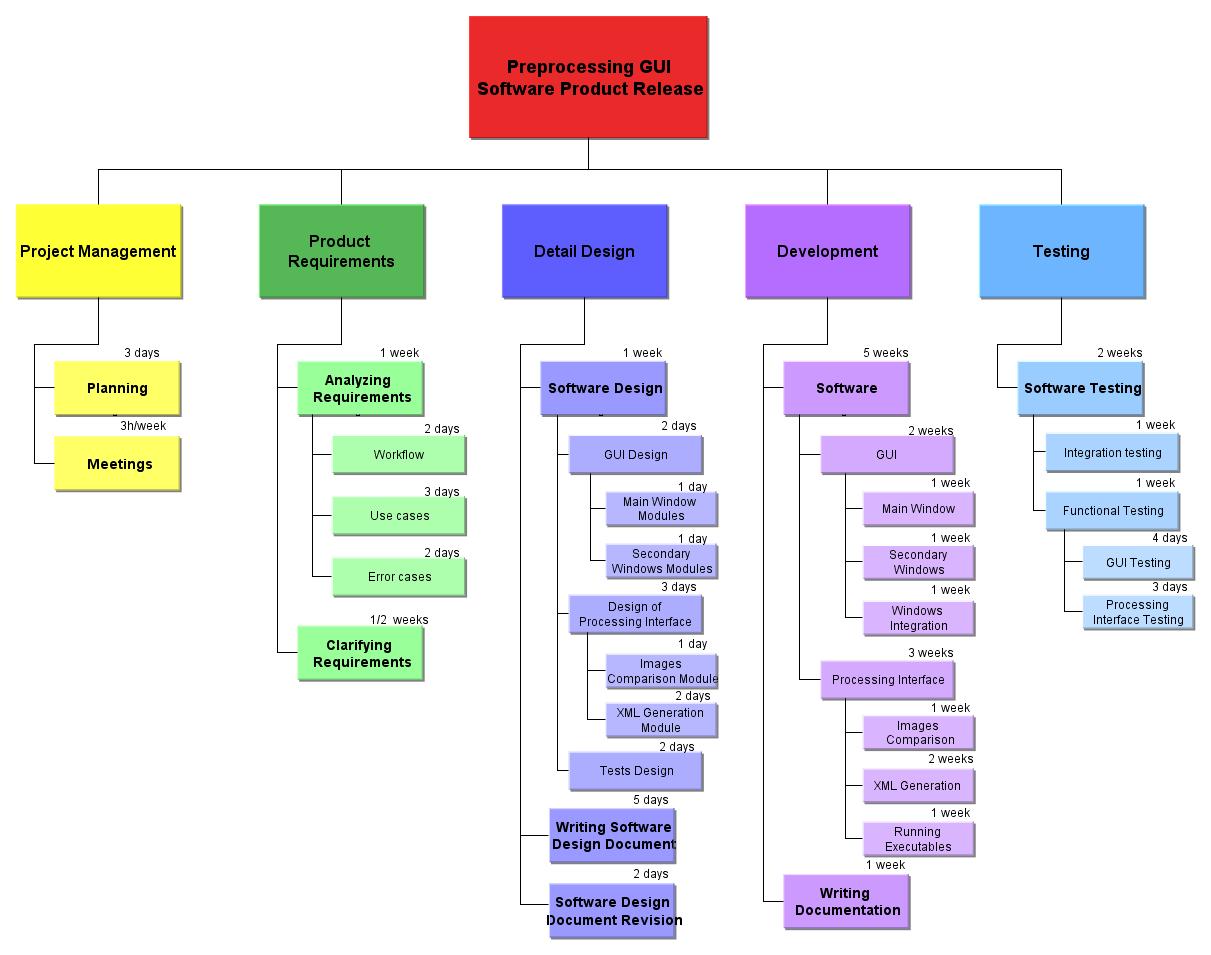 Preprocessing GUI
Software Product Release
Project Management
3 days
Planning
3h/week
Meetings
Product
Requirements
1 week
Analyzing
Requirements
2 days
Workflow
3 days
Use cases
2 days
Error cases
1/2 weeks
Clarifying
Requirements
Detail Design
1 week
Software Design
2 days
GUI Design
1 day
Main Window
Modules
1 day
Secondary
Windows Modules
3 days
Design of
Processing Interface
1 day
Images
Comparison Module
2 days
XML Generation
Module
2 days
Tests Design
5 days
Writing Software
Design Document
2 days
Software Design
Document Revision
Development
5 weeks
Software
2 weeks
GUI
1 week
Main Window
1 week
Secondary
Windows
1 week
Windows
Integration
3 weeks
Processing Interface
1 week
Images
Comparison
2 weeks
XML Generation
1 week
Running
Executables
1 week
Writing
Documentation
Testing
2 weeks
Software Testing
1 week
Integration testing
1 week
Functional Testing
4 days
GUI Testing
3 days
Processing
Interface Testing